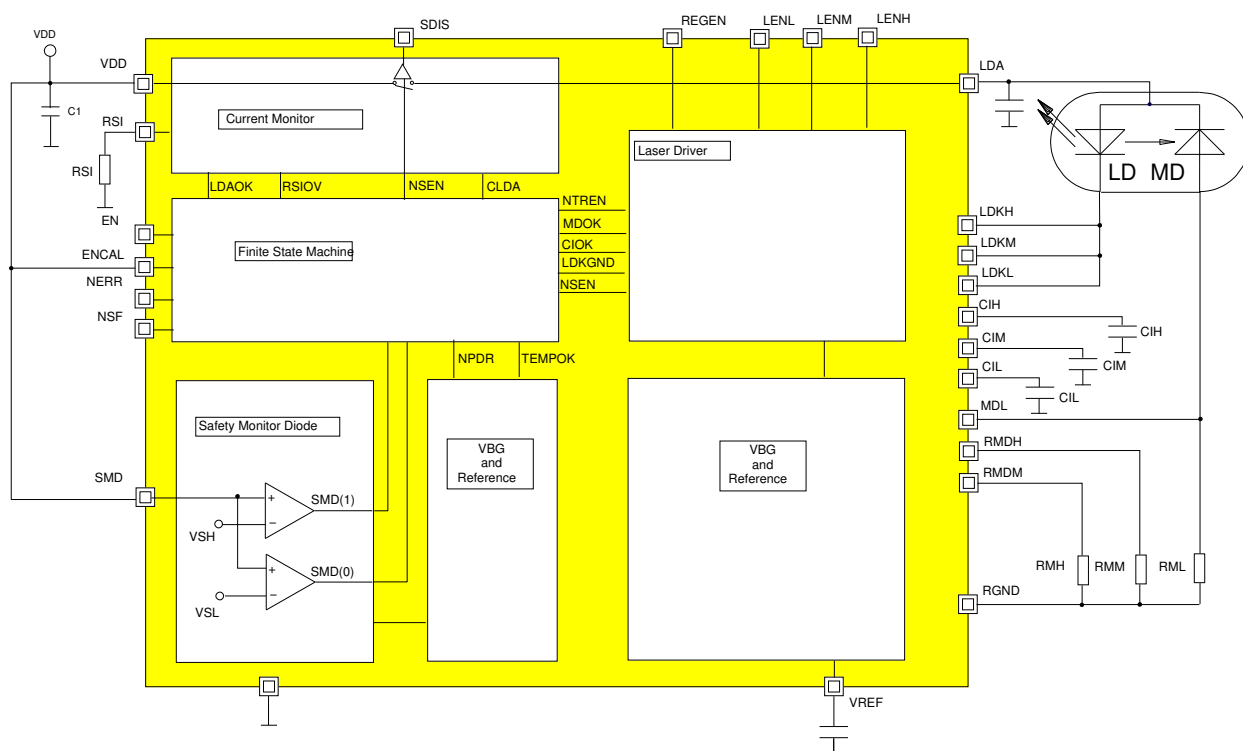 SDIS
REGEN
LENL
LENM
LENH
VDD
VDD
LDA
C1
RSI
Current Monitor
Laser Driver
RSI
LD MD
LDAOK
RSIOV
NSEN
CLDA
EN
NTREN
MDOK
CIOK
LDKGND
NSEN
LDKH
LDKM
LDKL
ENCAL
Finite State Machine
NERR
NSF
CIH
CIH
CIM
CIM
CIL
CIL
NPDR
TEMPOK
MDL
Safety Monitor Diode
VBG
and
Reference
VBG
and
Reference
RMDH
RMDM
SMD
+
−
SMD(1)
VSH
+
−
SMD(0)
VSL
RMH
RMM
RML
RGND
VREF